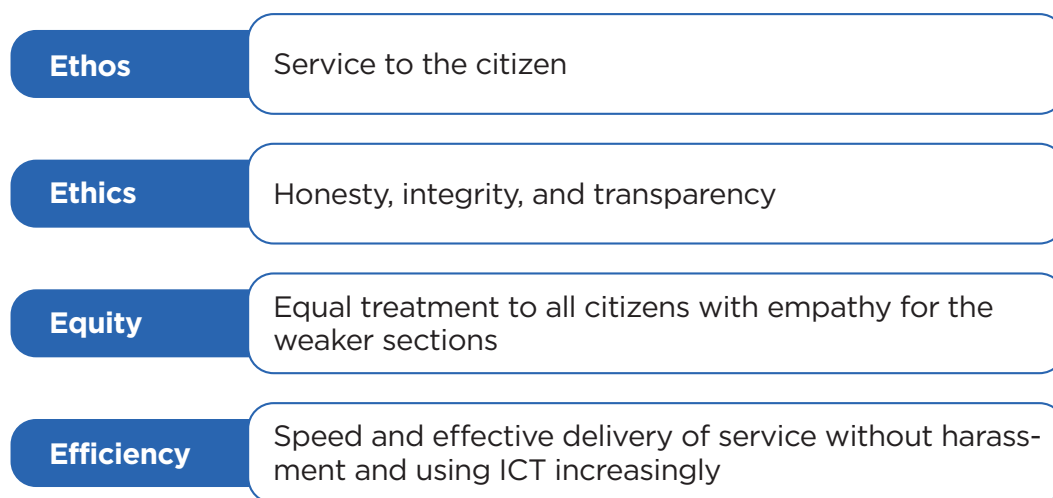 Ethos
Service to the citizen
Ethics
Honesty, integrity, and transparency
Equity
Equal treatment to all citizens with empathy for the
weaker sections
Efficiency
Speed and effective delivery of service without harass-
ment and using ICT increasingly